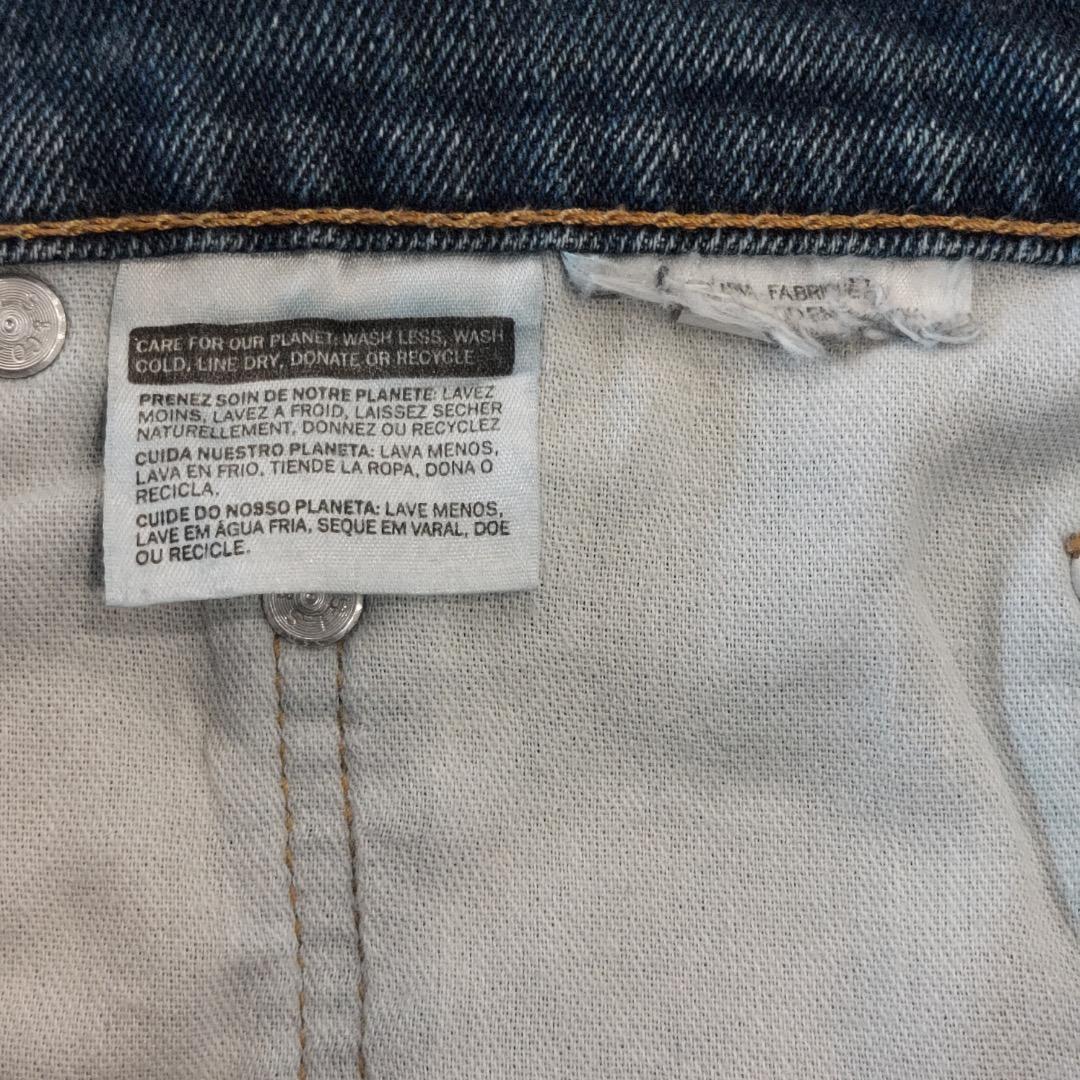 CARE FOR OUR PLANET: WASH LESS, WASH
COLD, LINE DRY, DONATE OR RECYCLE
PRENEZ SOIN DE NOTRE PLANETE: LAVEZ
MOINS, LAVEZ A FROID, LAISSEZ SECHER
NATURELLEMENT, DONNEZ OU RECYCLEZ
CUIDA NUESTRO PLANETA: LAVA MENOS,
LAVA EN FRIO, TIENDE LA ROPA, DONA O
RECICLA.
CUIDE DO NOSSO PLANETA: LAVE MENOS,
LAVE EM ÁGUA FRIA, SEQUE EM VARAL, DOE
OU RECICLE.